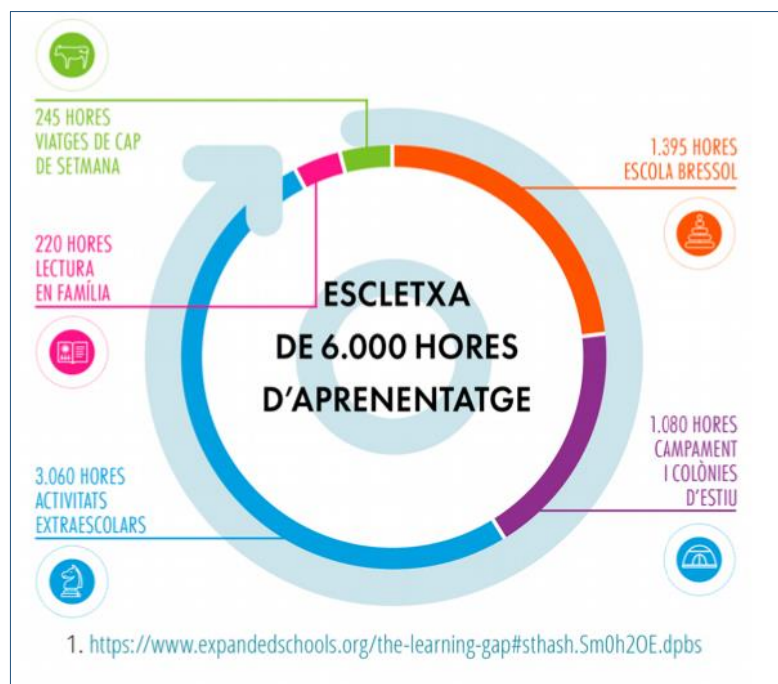 245 HORES
VIATGES DE CAP
DE SETMANA
1.395 HORES
ESCOLA BRESSOL
220 HORES
LECTURA
EN FAMÍLIA
ESCLETXA
DE 6.000 HORES
D'APRENENTATGE
1.080 HORES
CAMPAMENT
I COLÒNIES
D'ESTIU
3.060 HORES
ACTIVITATS
EXTRAESCOLARS
1. https://www.expandedschools.org/the-learning-gap#sthash.Sm0h2OE.dpbs